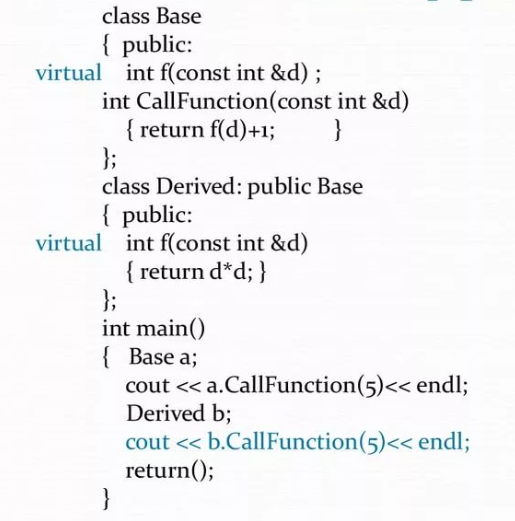 class Base
{ public:
virtual int f(const int &d) ;
int CallFunction(const int &d)
{ return f(d)+1; }
};
class Derived: public Base
{ public:
virtual int f(const int &d)
{ return d*d; }
};
int main()
{ Base a;
cout << a.CallFunction(5)<< endl;
Derived b;
cout << b.CallFunction(5)<< endl;
return();
}